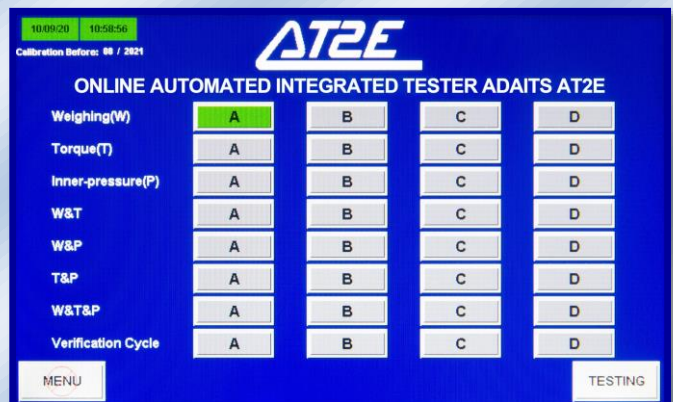 10/09/20 10:58:56
Calibration Before: 08 / 2021
AT2E
ONLINE AUTOMATED INTEGRATED TESTER ADAITS AT2E
Weighing(W) A B C D
Torque(T) A B C D
Inner-pressure(P) A B C D
W&T A B C D
W&P A B C D
T&P A B C D
W&T&P A B C D
Verification Cycle A B C D
MENU TESTING